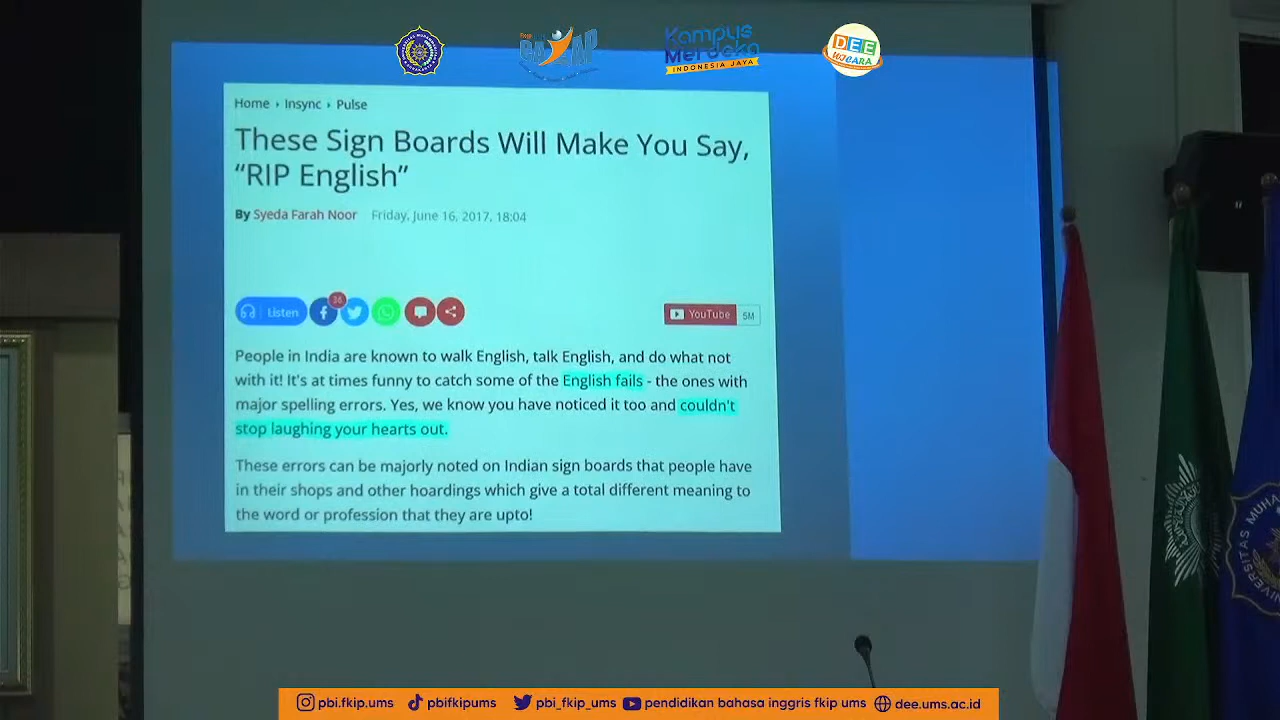 Kampus
Merdeka
INDONESIA JAYA
DEE
WICARA
Home › Insync › Pulse
These Sign Boards Will Make You Say,
“RIP English”
By Syeda Farah Noor Friday, June 16, 2017, 18:04
Listen
36
YouTube 5M
People in India are known to walk English, talk English, and do what not
with it! It's at times funny to catch some of the English fails - the ones with
major spelling errors. Yes, we know you have noticed it too and couldn't
stop laughing your hearts out.
These errors can be majorly noted on Indian sign boards that people have
in their shops and other hoardings which give a total different meaning to
the word or profession that they are upto!
pbi.fkip.ums pbifkipums pbi_fkip_ums pendidikan bahasa inggris fkip ums dee.ums.ac.id